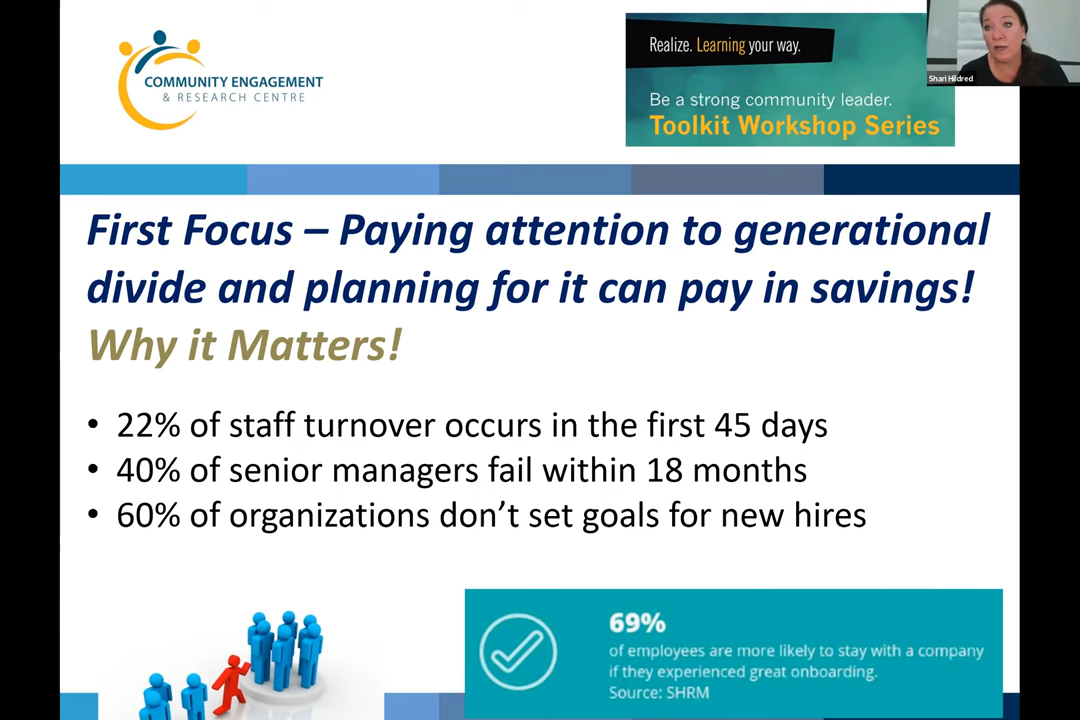 COMMUNITY ENGAGEMENT
& RESEARCH CENTRE
Realize. Learning your way.
Be a strong community leader.
Toolkit Workshop Series
Shari Hildred
First Focus – Paying attention to generational
divide and planning for it can pay in savings!
Why it Matters!
• 22% of staff turnover occurs in the first 45 days
• 40% of senior managers fail within 18 months
• 60% of organizations don’t set goals for new hires
69%
of employees are more likely to stay with a company
if they experienced great onboarding.
Source: SHRM